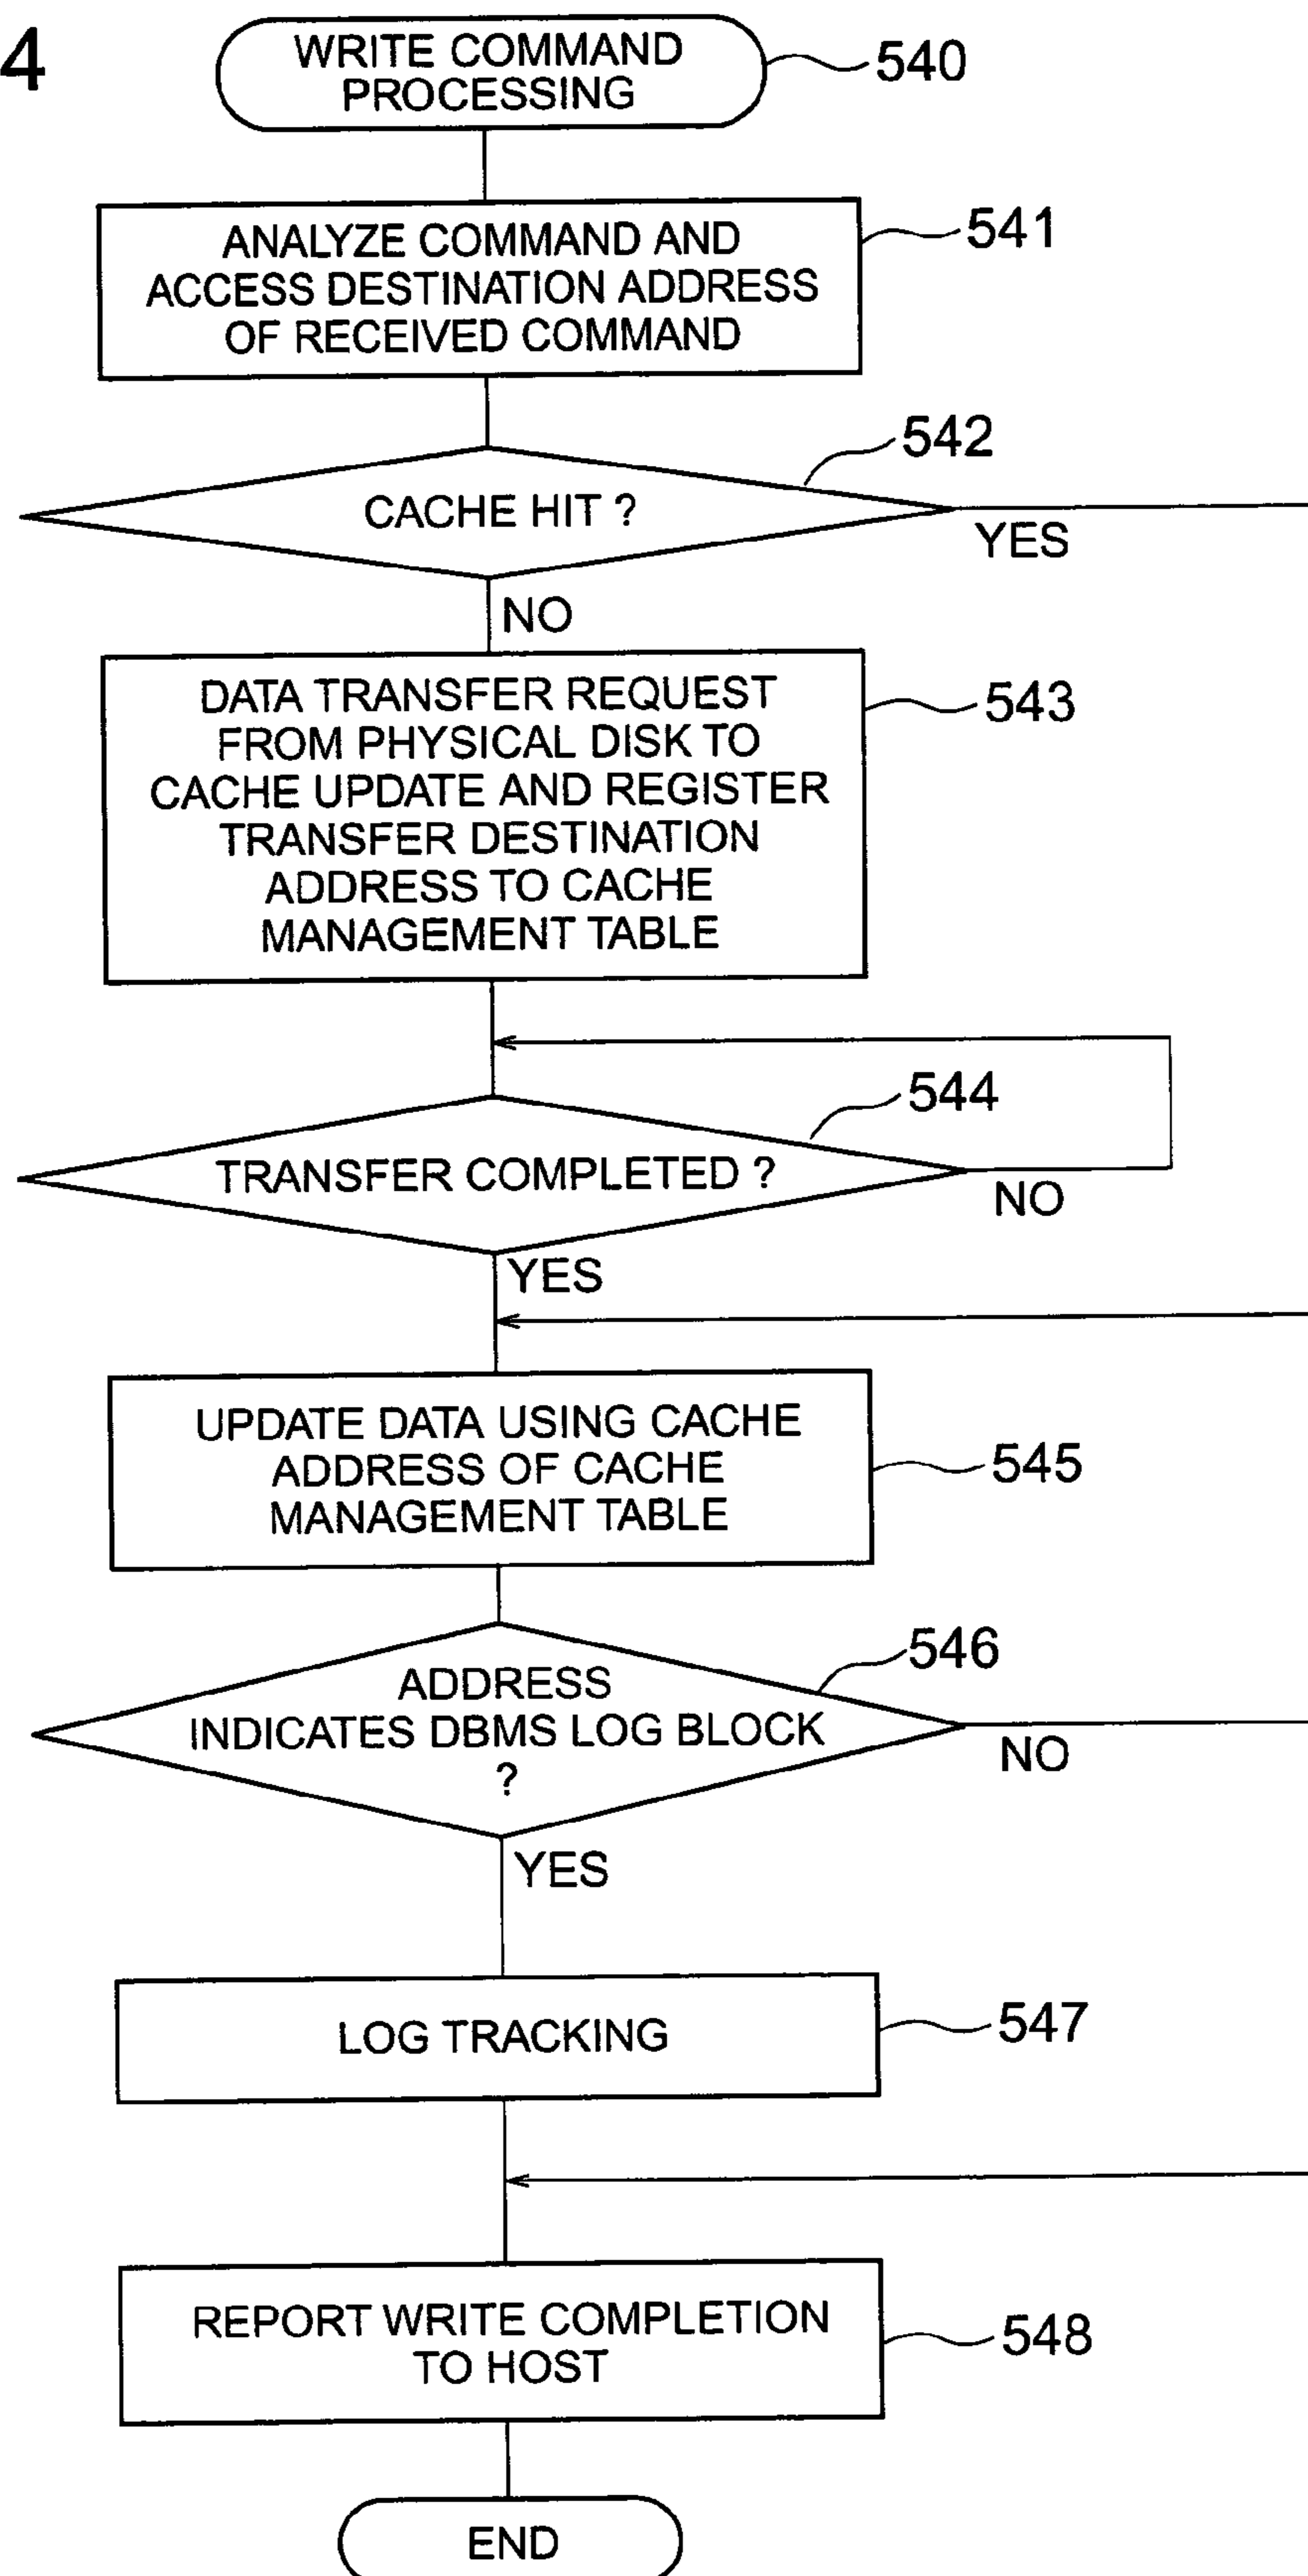 4
WRITE COMMAND
PROCESSING
540
ANALYZE COMMAND AND
ACCESS DESTINATION ADDRESS
OF RECEIVED COMMAND
541
542
CACHE HIT ?
YES
NO
DATA TRANSFER REQUEST
FROM PHYSICAL DISK TO
CACHE UPDATE AND REGISTER
TRANSFER DESTINATION
ADDRESS TO CACHE
MANAGEMENT TABLE
543
544
TRANSFER COMPLETED ?
NO
YES
UPDATE DATA USING CACHE
ADDRESS OF CACHE
MANAGEMENT TABLE
545
546
ADDRESS
INDICATES DBMS LOG BLOCK
?
NO
YES
LOG TRACKING
547
REPORT WRITE COMPLETION
TO HOST
548
END